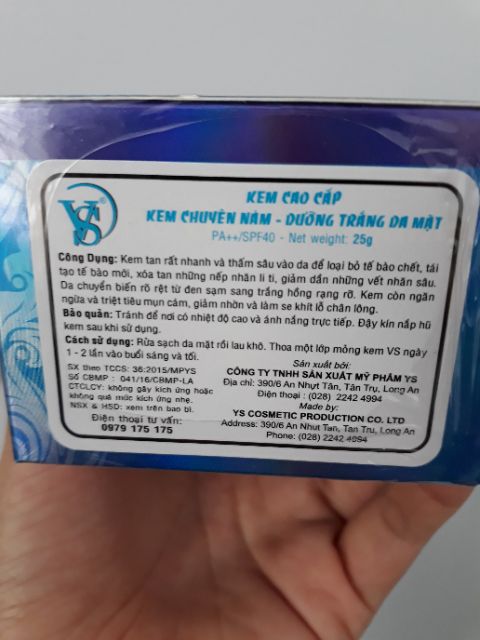 VS
®
KEM CAO CẤP
KEM CHUYÊN NÁM - DƯỠNG TRẮNG DA MẶT
PA++/SPF40 - Net weight: 25g
Công Dụng: Kem tan rất nhanh và thấm sâu vào da để loại bỏ tế bào chết, tái
tạo tế bào mới, xóa tan những nếp nhăn li ti, giảm dần những vết nhăn sâu.
Da chuyển biến rõ rệt từ đen sạm sang trắng hồng rạng rỡ. Kem còn ngăn
ngừa và triệt tiêu mụn cám, giảm nhờn và làm se khít lỗ chân lông.
Bảo quản: Tránh để nơi có nhiệt độ cao và ánh nắng trực tiếp. Đậy kín nắp hũ
kem sau khi sử dụng.
Cách sử dụng: Rửa sạch da mặt rồi lau khô. Thoa một lớp mỏng kem VS ngày
1 - 2 lần vào buổi sáng và tối.
SX theo TCCS: 36:2015/MPYS
Số CBMP : 041/16/CBMP-LA
CTCLCY: không gây kích ứng hoặc
không quá mức kích ứng nhẹ.
NSX & HSD: xem trên bao bì.
Điện thoại tư vấn:
0979 175 175
Sản xuất bởi:
CÔNG TY TNHH SẢN XUẤT MỸ PHẨM YS
Địa chỉ: 390/6 An Nhựt Tân, Tân Trụ, Long An
Điện thoại : (028) 2242 4994
Made by:
YS COSMETIC PRODUCTION CO. LTD
Address: 390/6 An Nhut Tan, Tan Tru, Long An
Phone: (028) 2242 4994